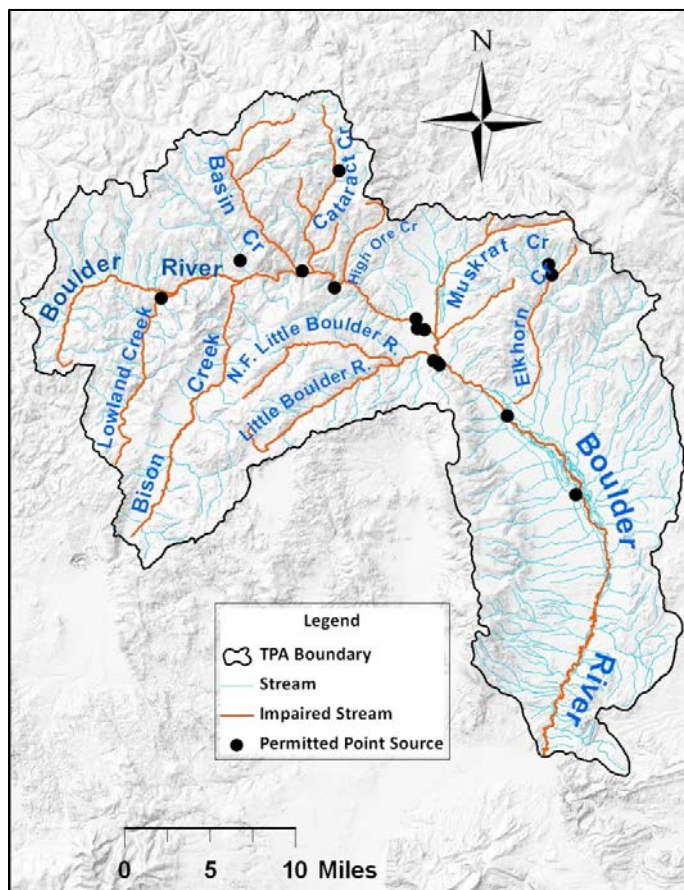 N
Basin
Cr
Cataract Cr
High Ore Cr
Muskrat Cr
Cr
Elkhorn
Boulder
River
Lowland Creek
Bison
Creek
N.F. Little Boulder R.
Little Boulder R.
Boulder
River
Legend
TPA Boundary
Stream
Impaired Stream
Permitted Point Source
0 5 10 Miles